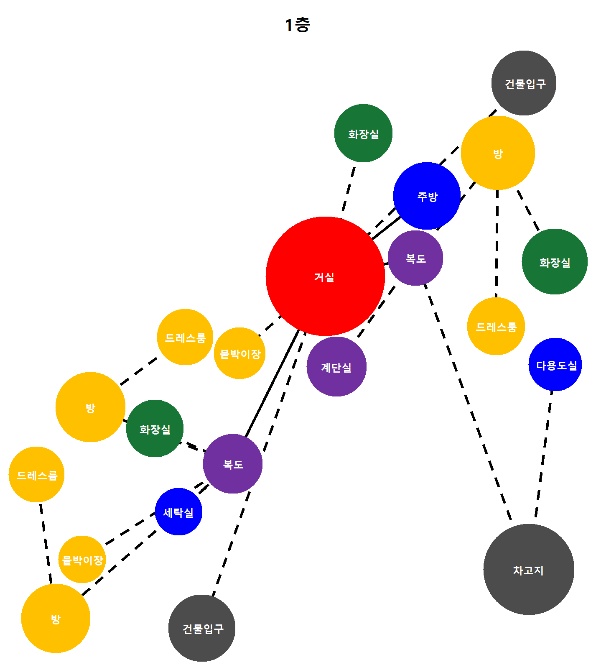 1층
건물입구
화장실
방
주방
복도
화장실
거실
드레스룸
드레스룸
붙박이장
계단실
다용도실
방
화장실
복도
드레스룸
세탁실
붙박이장
차고지
방
건물입구